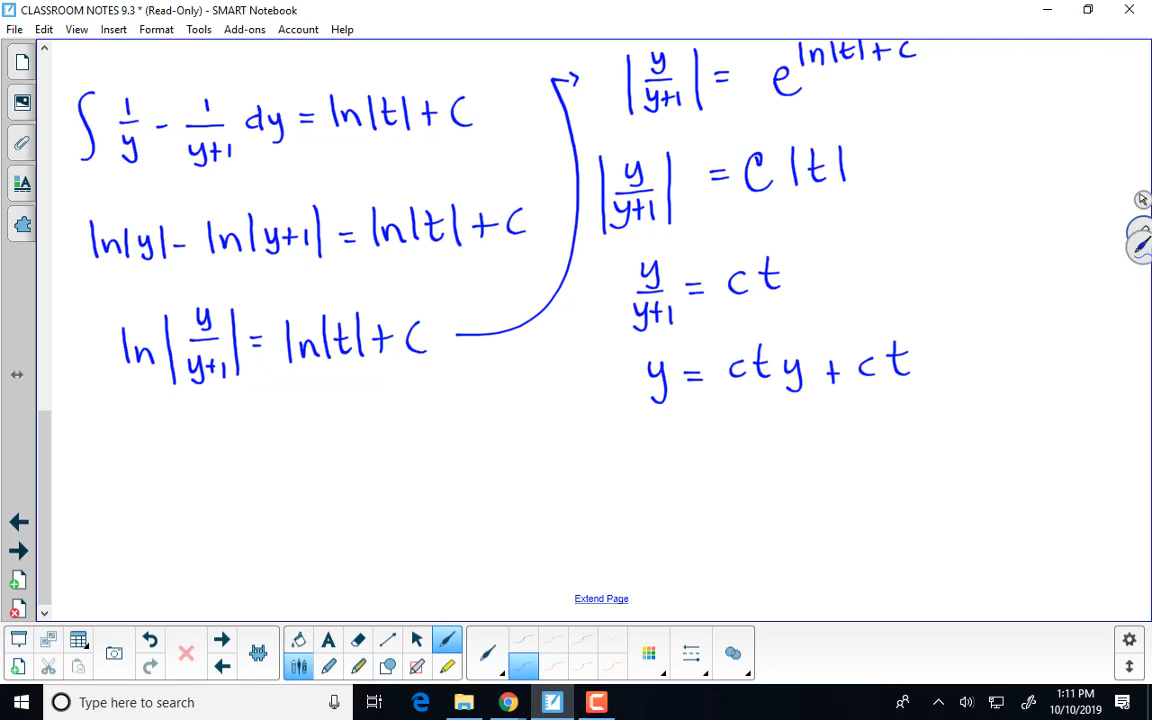 CLASSROOM NOTES 9.3 * (Read-Only) - SMART Notebook
File Edit View Insert Format Tools Add-ons Account Help
∫ 1/y - 1/(y+1) dy = ln|t| + C
ln|y| - ln|y+1| = ln|t| + C
ln|y/(y+1)| = ln|t| + C
|y/(y+1)| = e^(ln|t| + C)
|y/(y+1)| = C|t|
y/(y+1) = ct
y = cty + ct
Extend Page
A
Type here to search
1:11 PM
10/10/2019